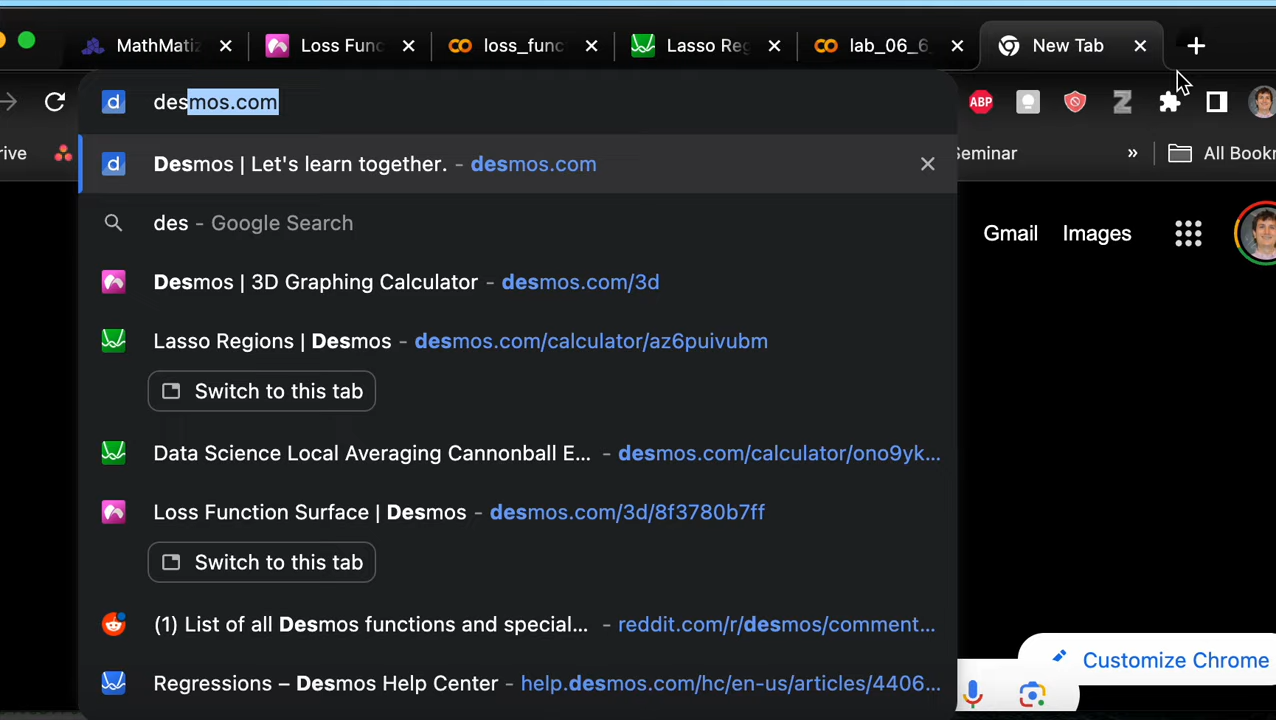 MathMatiz Loss Func loss_func Lasso Reg lab_06_6_ New Tab
desmos.com
ABP
Z
rive
Seminar » All Bookr
d Desmos | Let's learn together. - desmos.com
des - Google Search
Gmail Images
Desmos | 3D Graphing Calculator - desmos.com/3d
Lasso Regions | Desmos - desmos.com/calculator/az6puivubm
Switch to this tab
Data Science Local Averaging Cannonball E... - desmos.com/calculator/ono9yk...
Loss Function Surface | Desmos - desmos.com/3d/8f3780b7ff
Switch to this tab
(1) List of all Desmos functions and special... - reddit.com/r/desmos/comment...
Customize Chrome
Regressions – Desmos Help Center - help.desmos.com/hc/en-us/articles/4406...